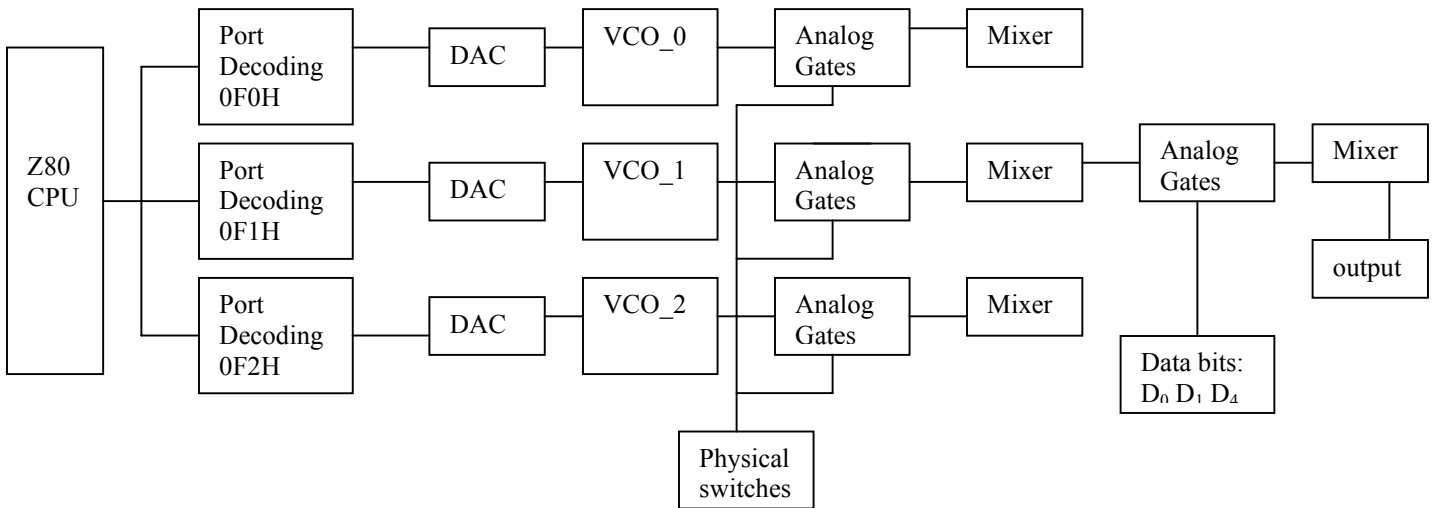 Z80
CPU
Port
Decoding
0F0H
DAC
VCO_0
Analog
Gates
Mixer
Port
Decoding
0F1H
DAC
VCO_1
Analog
Gates
Mixer
Analog
Gates
Mixer
output
Port
Decoding
0F2H
DAC
VCO_2
Analog
Gates
Mixer
Data bits:
D₀ D₁ D₄
Physical
switches